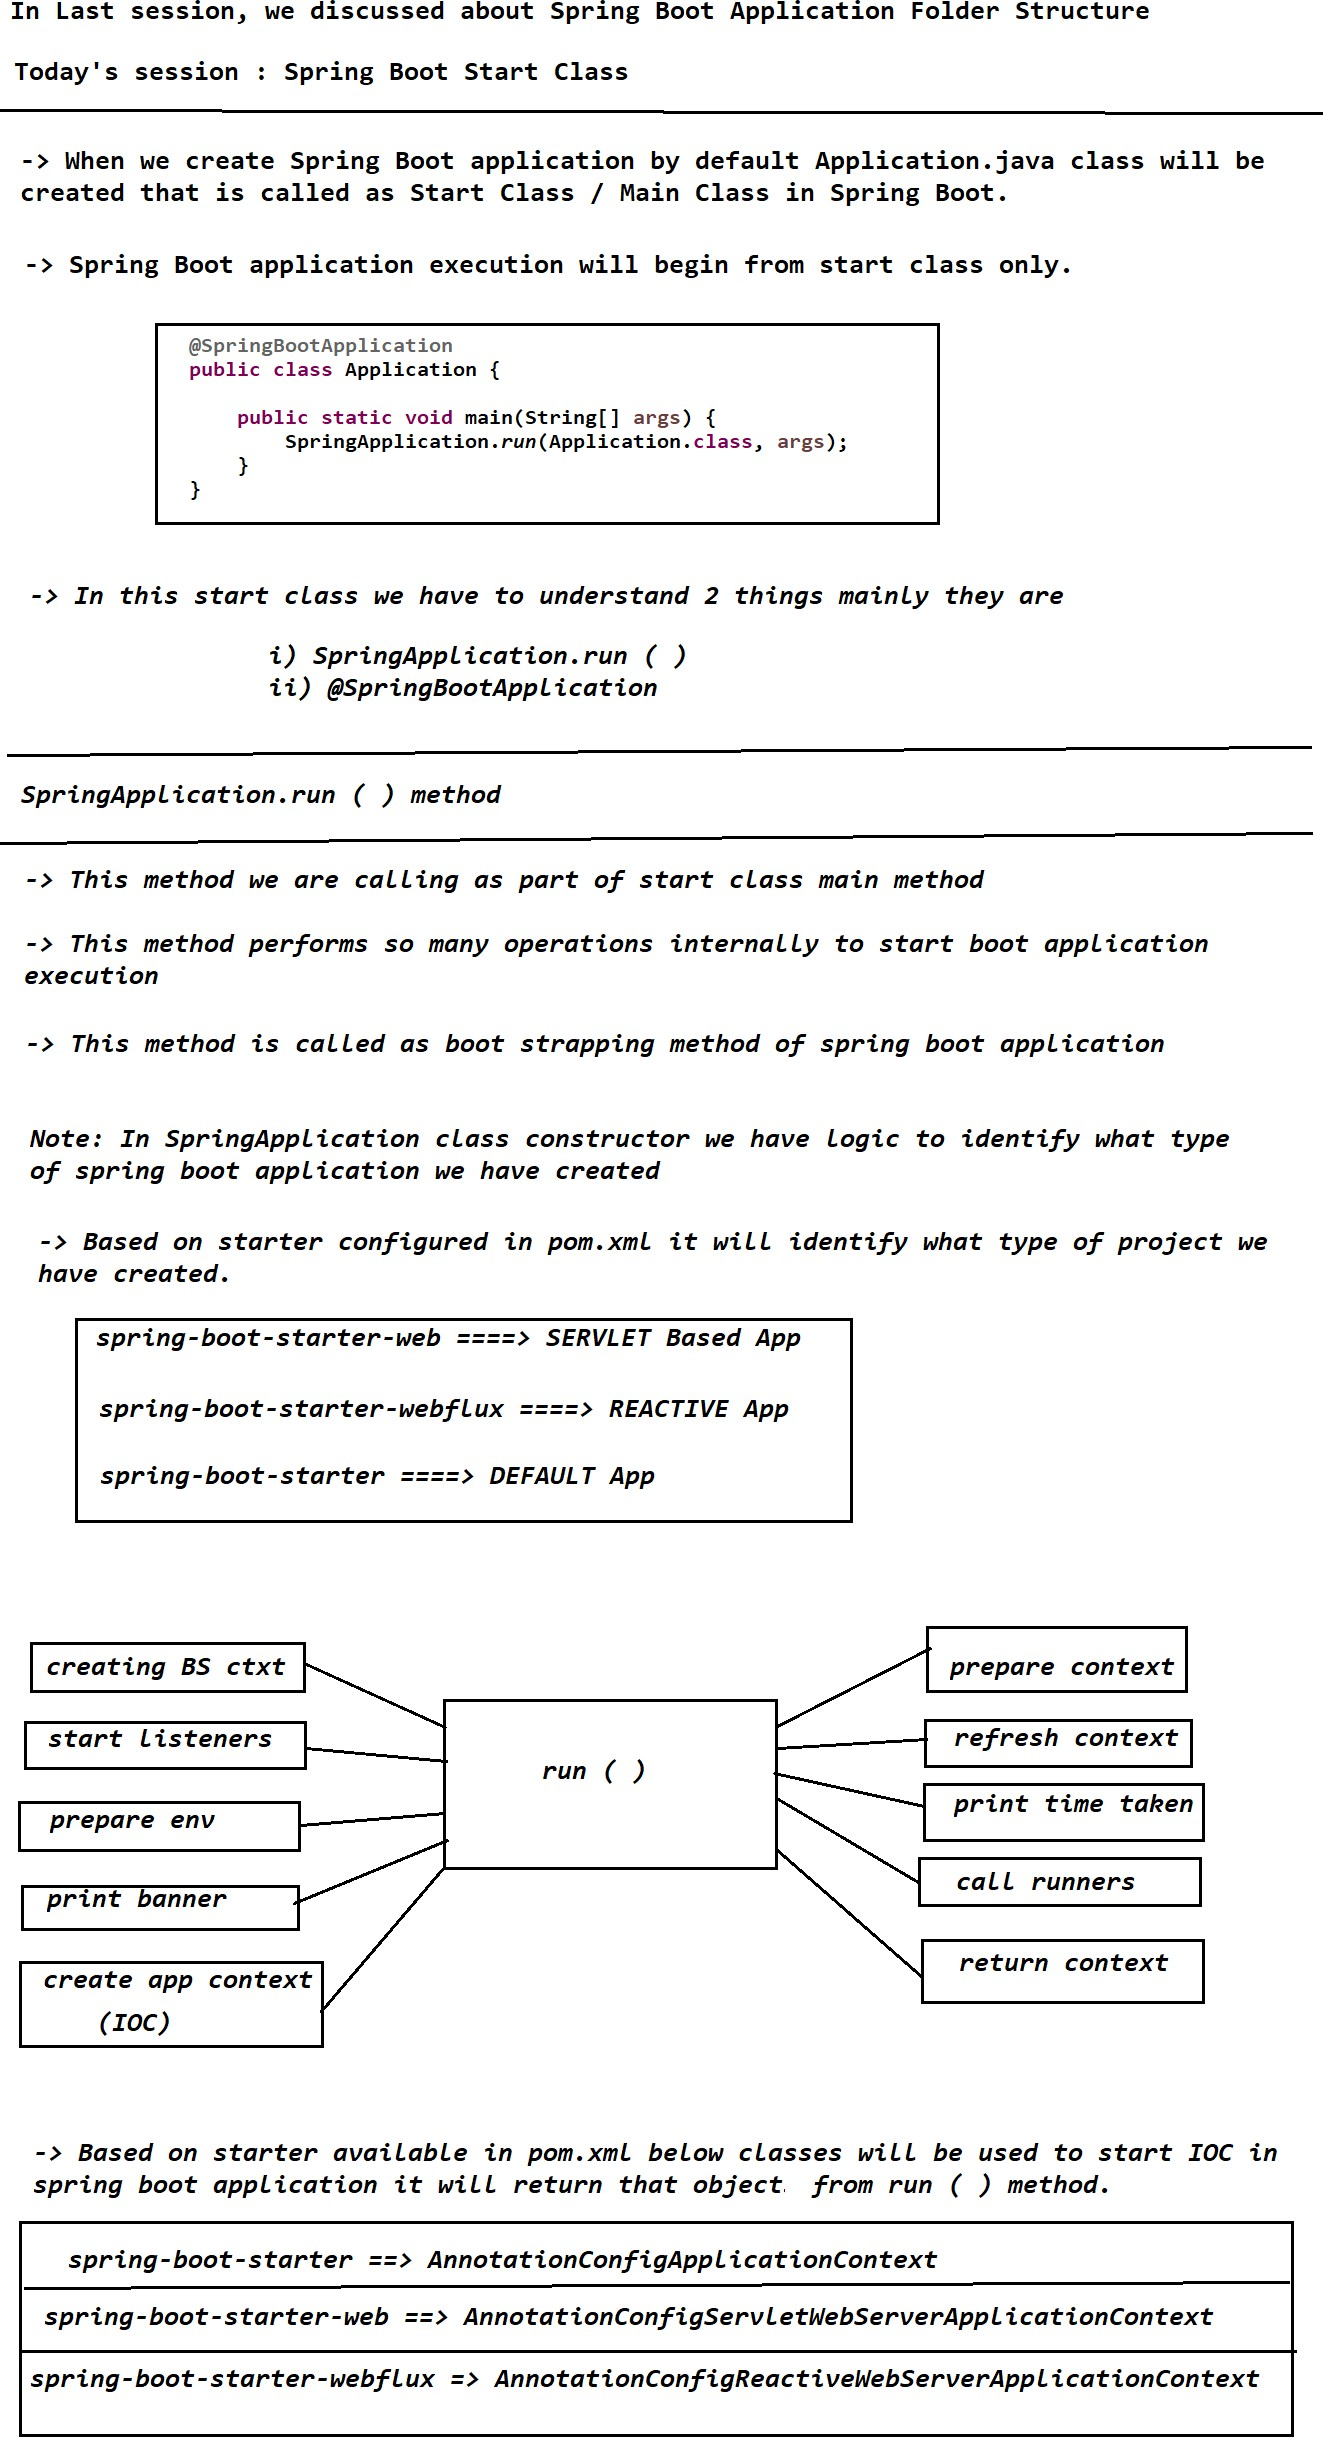 In Last session, we discussed about Spring Boot Application Folder Structure
Today's session : Spring Boot Start Class
-> When we create Spring Boot application by default Application.java class will be
created that is called as Start Class / Main Class in Spring Boot.
-> Spring Boot application execution will begin from start class only.
@SpringBootApplication
public class Application {
public static void main(String[] args) {
SpringApplication.run(Application.class, args);
}
}
-> In this start class we have to understand 2 things mainly they are
i) SpringApplication.run ( )
ii) @SpringBootApplication
SpringApplication.run ( ) method
-> This method we are calling as part of start class main method
-> This method performs so many operations internally to start boot application
execution
-> This method is called as boot strapping method of spring boot application
Note: In SpringApplication class constructor we have logic to identify what type
of spring boot application we have created
-> Based on starter configured in pom.xml it will identify what type of project we
have created.
spring-boot-starter-web ====> SERVLET Based App
spring-boot-starter-webflux ====> REACTIVE App
spring-boot-starter ====> DEFAULT App
creating BS ctxt
start listeners
prepare env
print banner
create app context
(IOC)
run ( )
prepare context
refresh context
print time taken
call runners
return context
-> Based on starter available in pom.xml below classes will be used to start IOC in
spring boot application it will return that object. from run ( ) method.
spring-boot-starter ==> AnnotationConfigApplicationContext
spring-boot-starter-web ==> AnnotationConfigServletWebServerApplicationContext
spring-boot-starter-webflux => AnnotationConfigReactiveWebServerApplicationContext